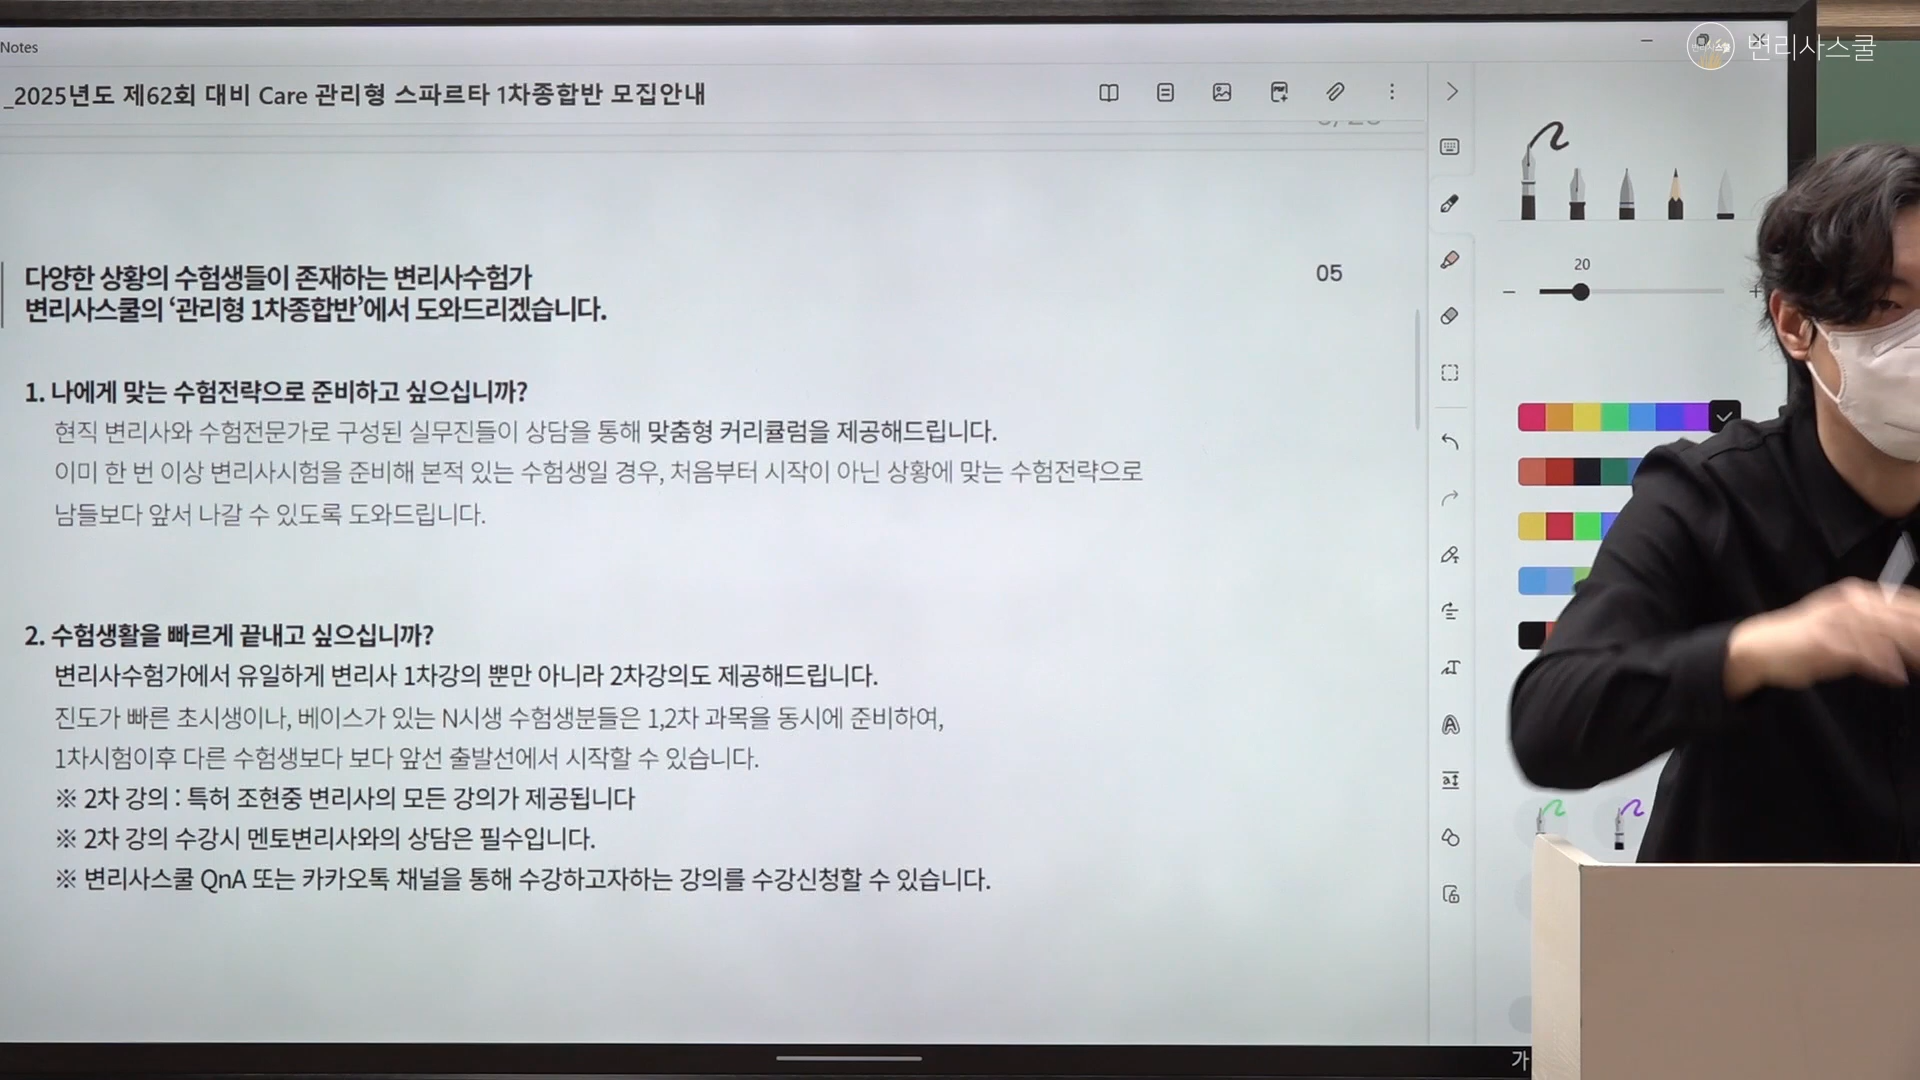 Notes
변리사스쿨
_2025년도 제62회 대비 Care 관리형 스파르타 1차종합반 모집안내
다양한 상황의 수험생들이 존재하는 변리사수험가
변리사스쿨의 ‘관리형 1차종합반’에서 도와드리겠습니다.
05
20
1. 나에게 맞는 수험전략으로 준비하고 싶으십니까?
현직 변리사와 수험전문가로 구성된 실무진들이 상담을 통해 맞춤형 커리큘럼을 제공해드립니다.
이미 한 번 이상 변리사시험을 준비해 본적 있는 수험생일 경우, 처음부터 시작이 아닌 상황에 맞는 수험전략으로
남들보다 앞서 나갈 수 있도록 도와드립니다.
2. 수험생활을 빠르게 끝내고 싶으십니까?
변리사수험가에서 유일하게 변리사 1차강의 뿐만 아니라 2차강의도 제공해드립니다.
진도가 빠른 초시생이나, 베이스가 있는 N시생 수험생분들은 1,2차 과목을 동시에 준비하여,
1차시험이후 다른 수험생보다 보다 앞선 출발선에서 시작할 수 있습니다.
※ 2차 강의 : 특허 조현중 변리사의 모든 강의가 제공됩니다
※ 2차 강의 수강시 멘토변리사와의 상담은 필수입니다.
※ 변리사스쿨 QnA 또는 카카오톡 채널을 통해 수강하고자하는 강의를 수강신청할 수 있습니다.
가